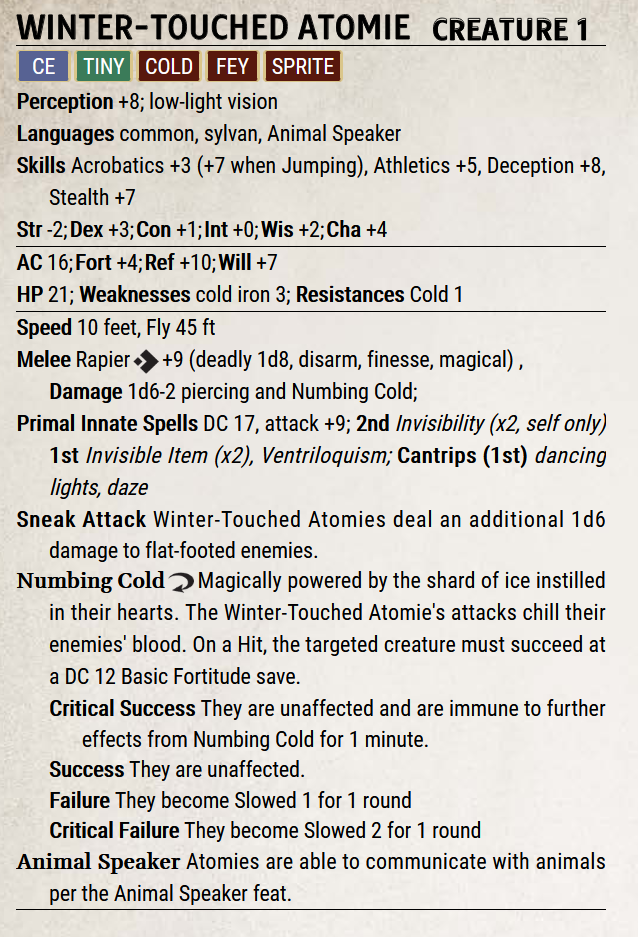 WINTER-TOUCHED ATOMIE CREATURE 1
CE TINY COLD FEY SPRITE
Perception +8; low-light vision
Languages common, sylvan, Animal Speaker
Skills Acrobatics +3 (+7 when Jumping), Athletics +5, Deception +8,
Stealth +7
Str -2;Dex +3;Con +1;Int +0;Wis +2;Cha +4
AC 16;Fort +4;Ref +10;Will +7
HP 21; Weaknesses cold iron 3; Resistances Cold 1
Speed 10 feet, Fly 45 ft
Melee Rapier +9 (deadly 1d8, disarm, finesse, magical) ,
Damage 1d6-2 piercing and Numbing Cold;
Primal Innate Spells DC 17, attack +9; 2nd Invisibility (x2, self only)
1st Invisible Item (x2), Ventriloquism; Cantrips (1st) dancing
lights, daze
Sneak Attack Winter-Touched Atomies deal an additional 1d6
damage to flat-footed enemies.
Numbing Cold Magically powered by the shard of ice instilled
in their hearts. The Winter-Touched Atomie's attacks chill their
enemies' blood. On a Hit, the targeted creature must succeed at
a DC 12 Basic Fortitude save.
Critical Success They are unaffected and are immune to further
effects from Numbing Cold for 1 minute.
Success They are unaffected.
Failure They become Slowed 1 for 1 round
Critical Failure They become Slowed 2 for 1 round
Animal Speaker Atomies are able to communicate with animals
per the Animal Speaker feat.